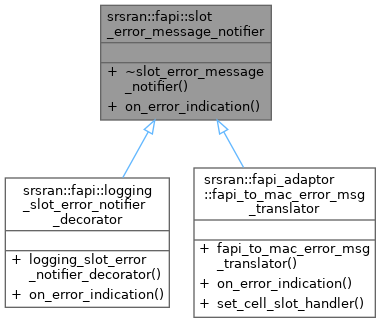 srsran::fapi::slot
_error_message_notifier
+ ~slot_error_message
_notifier()
+ on_error_indication()
srsran::fapi::logging
_slot_error_notifier
_decorator
+ logging_slot_error
_notifier_decorator()
+ on_error_indication()
srsran::fapi_adaptor
::fapi_to_mac_error_msg
_translator
+ fapi_to_mac_error_msg
_translator()
+ on_error_indication()
+ set_cell_slot_handler()